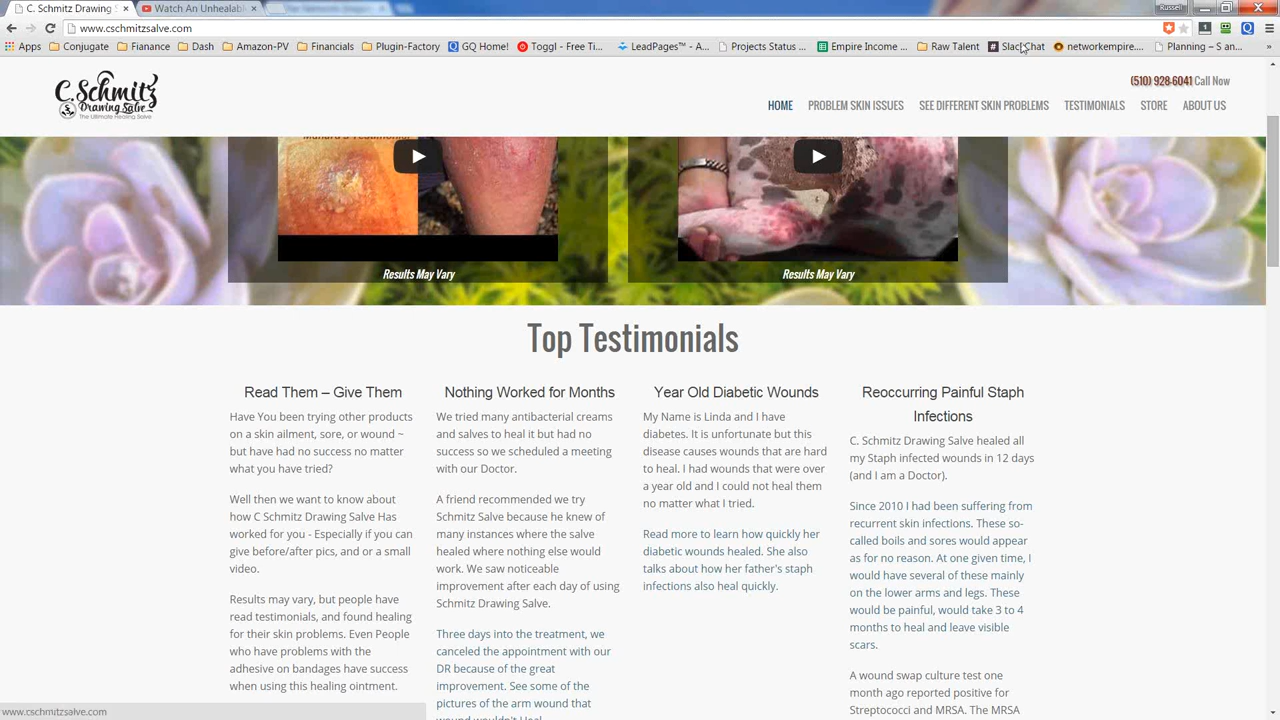 C. Schmitz Drawing S
Watch An Unhealab
Russell
www.cschmitzsalve.com
Apps
Conjugate
Fianance
Dash
Amazon-PV
Financials
Plugin-Factory
GQ Home!
Toggl - Free Ti...
LeadPages™ - A...
Projects Status ...
Empire Income ...
Raw Talent
Slack Chat
networkempire....
Planning – S an...
»
C. Schmitz
Drawing Salve
The Ultimate Healing Salve
(510) 928-6041 Call Now
HOME
PROBLEM SKIN ISSUES
SEE DIFFERENT SKIN PROBLEMS
TESTIMONIALS
STORE
ABOUT US
Results May Vary
Results May Vary
Top Testimonials
Read Them – Give Them
Have You been trying other products
on a skin ailment, sore, or wound ~
but have had no success no matter
what you have tried?
Well then we want to know about
how C Schmitz Drawing Salve Has
worked for you - Especially if you can
give before/after pics, and or a small
video.
Results may vary, but people have
read testimonials, and found healing
for their skin problems. Even People
who have problems with the
adhesive on bandages have success
when using this healing ointment.
Nothing Worked for Months
We tried many antibacterial creams
and salves to heal it but had no
success so we scheduled a meeting
with our Doctor.
A friend recommended we try
Schmitz Salve because he knew of
many instances where the salve
healed where nothing else would
work. We saw noticeable
improvement after each day of using
Schmitz Drawing Salve.
Three days into the treatment, we
canceled the appointment with our
DR because of the great
improvement. See some of the
pictures of the arm wound that
wound wouldn't Heal
Year Old Diabetic Wounds
My Name is Linda and I have
diabetes. It is unfortunate but this
disease causes wounds that are hard
to heal. I had wounds that were over
a year old and I could not heal them
no matter what I tried.
Read more to learn how quickly her
diabetic wounds healed. She also
talks about how her father's staph
infections also heal quickly.
Reoccurring Painful Staph
Infections
C. Schmitz Drawing Salve healed all
my Staph infected wounds in 12 days
(and I am a Doctor).
Since 2010 I had been suffering from
recurrent skin infections. These so-
called boils and sores would appear
as for no reason. At one given time, I
would have several of these mainly
on the lower arms and legs. These
would be painful, would take 3 to 4
months to heal and leave visible
scars.
A wound swap culture test one
month ago reported positive for
Streptococci and MRSA. The MRSA
www.cschmitzsalve.com